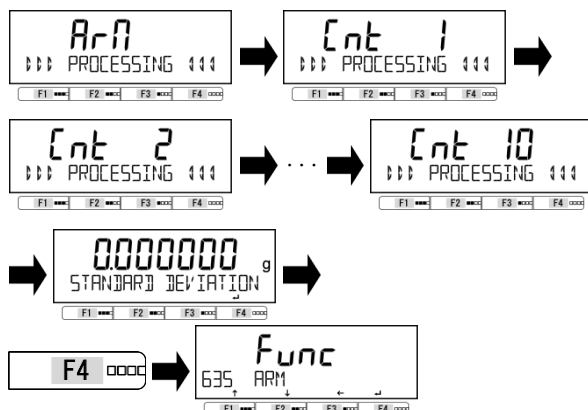 Arm
PROCESSING
F1 F2 F3 F4
Cnt 1
PROCESSING
F1 F2 F3 F4
Cnt 2
PROCESSING
F1 F2 F3 F4
...
Cnt 10
PROCESSING
F1 F2 F3 F4
0.000000 g
STANDARD DEVIATION
F1 F2 F3 F4
F4
Func
635 ARM
↑ ↓ ← ↵
F1 F2 F3 F4